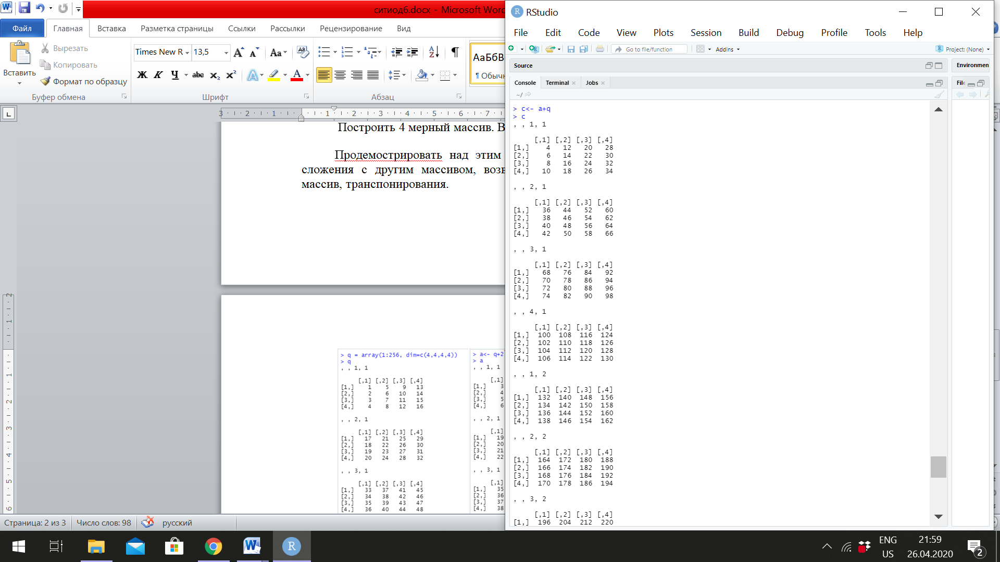 ситиод6.docx - Microsoft Word
Файл Главная Вставка Разметка страницы Ссылки Рассылки Рецензирование Вид
Вставить
Вырезать
Копировать
Формат по образцу
Буфер обмена
Times New R 13,5
Ж К Ч abc x₂ x²
Шрифт
Абзац
АаБбВ
¶ Обычн
3 2 1 1 2 3 4 5 6 7
Построить 4 мерный массив. В
Продемострировать над этим
сложения с другим массивом, возв
массив, транспонирования.
> q = array(1:256, dim=c(4,4,4,4))
> q
, , 1, 1
[,1] [,2] [,3] [,4]
[1,] 1 5 9 13
[2,] 2 6 10 14
[3,] 3 7 11 15
[4,] 4 8 12 16
, , 2, 1
[,1] [,2] [,3] [,4]
[1,] 17 21 25 29
[2,] 18 22 26 30
[3,] 19 23 27 31
[4,] 20 24 28 32
, , 3, 1
[,1] [,2] [,3] [,4]
[1,] 33 37 41 45
[2,] 34 38 42 46
[3,] 35 39 43 47
[4,] 36 40 44 48
> a<- q+2
> a
, , 1, 1
[,1]
[1,] 3
[2,] 4
[3,] 5
[4,] 6
, , 2, 1
[,1]
[1,] 19
[2,] 20
[3,] 21
[4,] 22
, , 3, 1
[,1]
[1,] 35
[2,] 36
[3,] 37
[4,] 38
Страница: 2 из 3 Число слов: 98 русский
RStudio
File Edit Code View Plots Session Build Debug Profile Tools Help
Go to file/function Addins Project: (None)
Source
Environmen
Console Terminal Jobs
File
~/
> c<- a+q
> c
, , 1, 1
[,1] [,2] [,3] [,4]
[1,] 4 12 20 28
[2,] 6 14 22 30
[3,] 8 16 24 32
[4,] 10 18 26 34
, , 2, 1
[,1] [,2] [,3] [,4]
[1,] 36 44 52 60
[2,] 38 46 54 62
[3,] 40 48 56 64
[4,] 42 50 58 66
, , 3, 1
[,1] [,2] [,3] [,4]
[1,] 68 76 84 92
[2,] 70 78 86 94
[3,] 72 80 88 96
[4,] 74 82 90 98
, , 4, 1
[,1] [,2] [,3] [,4]
[1,] 100 108 116 124
[2,] 102 110 118 126
[3,] 104 112 120 128
[4,] 106 114 122 130
, , 1, 2
[,1] [,2] [,3] [,4]
[1,] 132 140 148 156
[2,] 134 142 150 158
[3,] 136 144 152 160
[4,] 138 146 154 162
, , 2, 2
[,1] [,2] [,3] [,4]
[1,] 164 172 180 188
[2,] 166 174 182 190
[3,] 168 176 184 192
[4,] 170 178 186 194
, , 3, 2
[,1] [,2] [,3] [,4]
[1,] 196 204 212 220
ENG
US
21:59
26.04.2020
2